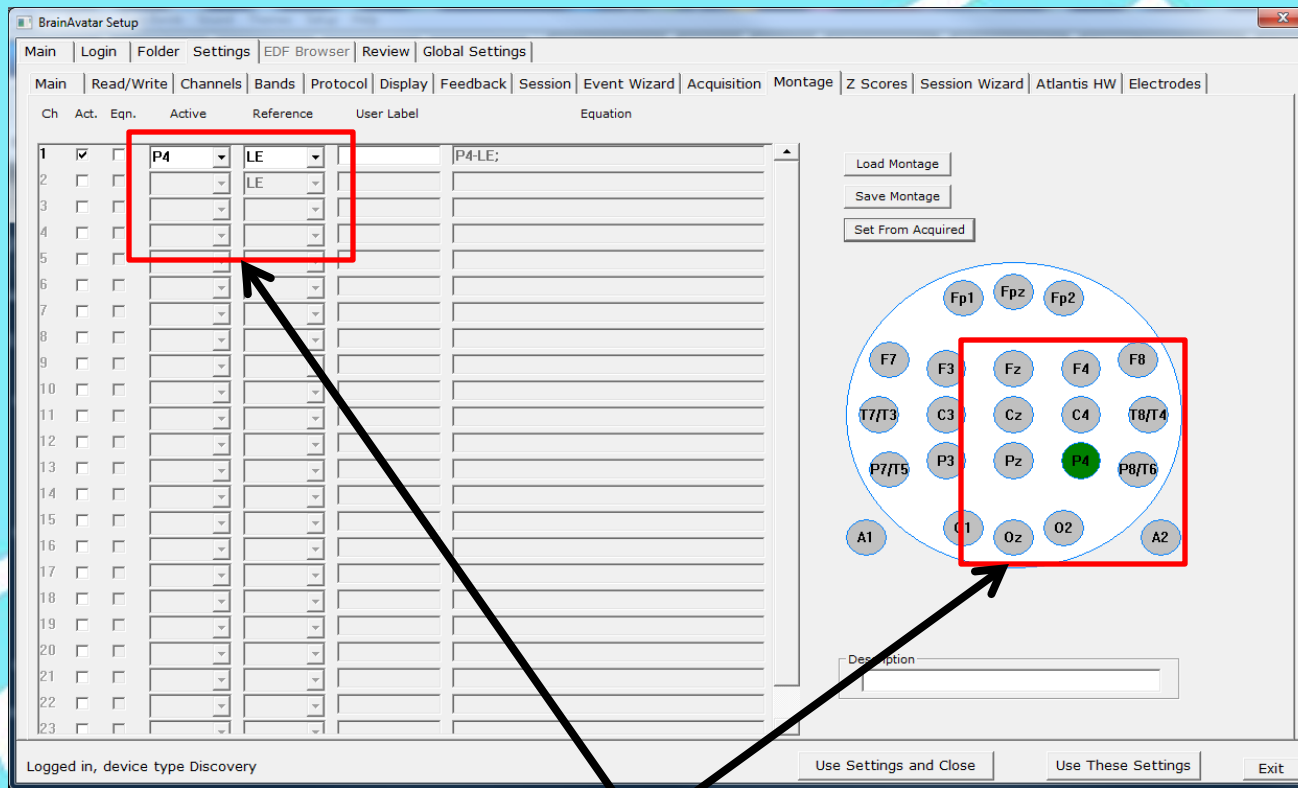 BrainAvatar Setup
Main Login Folder Settings EDF Browser Review Global Settings
Main Read/Write Channels Bands Protocol Display Feedback Session Event Wizard Acquisition Montage Z Scores Session Wizard Atlantis HW Electrodes
Ch Act. Eqn. Active Reference User Label Equation
1 P4 LE P4-LE;
2 LE
3
4
5
6
7
8
9
10
11
12
13
14
15
16
17
18
19
20
21
22
23
Load Montage
Save Montage
Set From Acquired
Fp1 Fpz Fp2
F7 F3 Fz F4 F8
T7/T3 C3 Cz C4 T8/T4
P7/T5 P3 Pz P4 P8/T6
A1 O1 Oz O2 A2
Description
Logged in, device type Discovery
Use Settings and Close Use These Settings Exit